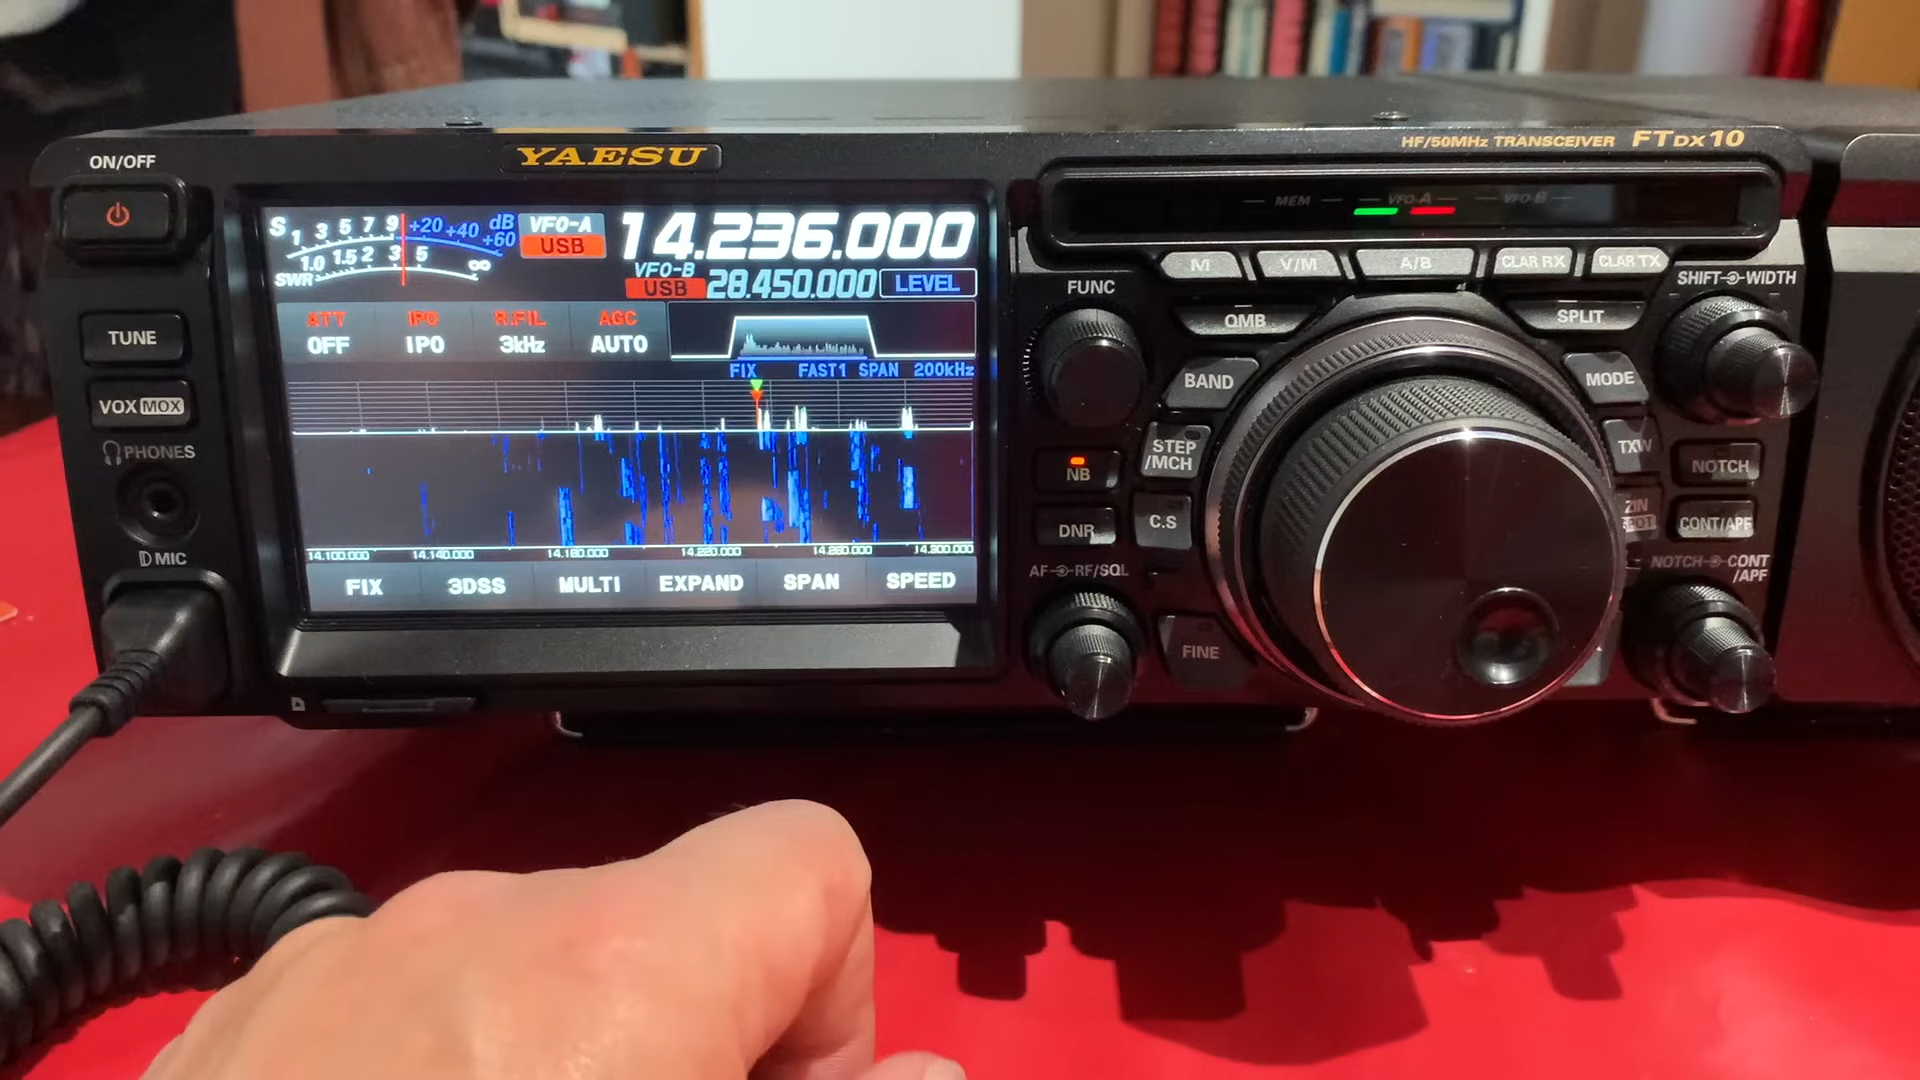 ON/OFF
YAESU
HF/50MHz TRANSCEIVER FTDX10
MEM VFO-A VFO-B
M V/M A/B CLAR RX CLAR TX
FUNC
SHIFT WIDTH
QMB SPLIT
BAND MODE
STEP
/MCH
TXW
NB
NOTCH
DNR
C.S
ZIN
SPOT
CONT/APF
AF RF/SQL
NOTCH CONT
/APF
FINE
TUNE
VOX MOX
PHONES
MIC
S 1 3 5 7 9 +20 +40 +60 dB
SWR 1.0 1.5 2 3 5 ∞
VFO-A
USB
14.236.000
VFO-B
USB 28.450.000 LEVEL
ATT IPO R.FIL AGC
OFF IPO 3kHz AUTO
FIX FAST1 SPAN 200kHz
14.100.000 14.140.000 14.180.000 14.220.000 14.260.000 14.300.000
FIX 3DSS MULTI EXPAND SPAN SPEED